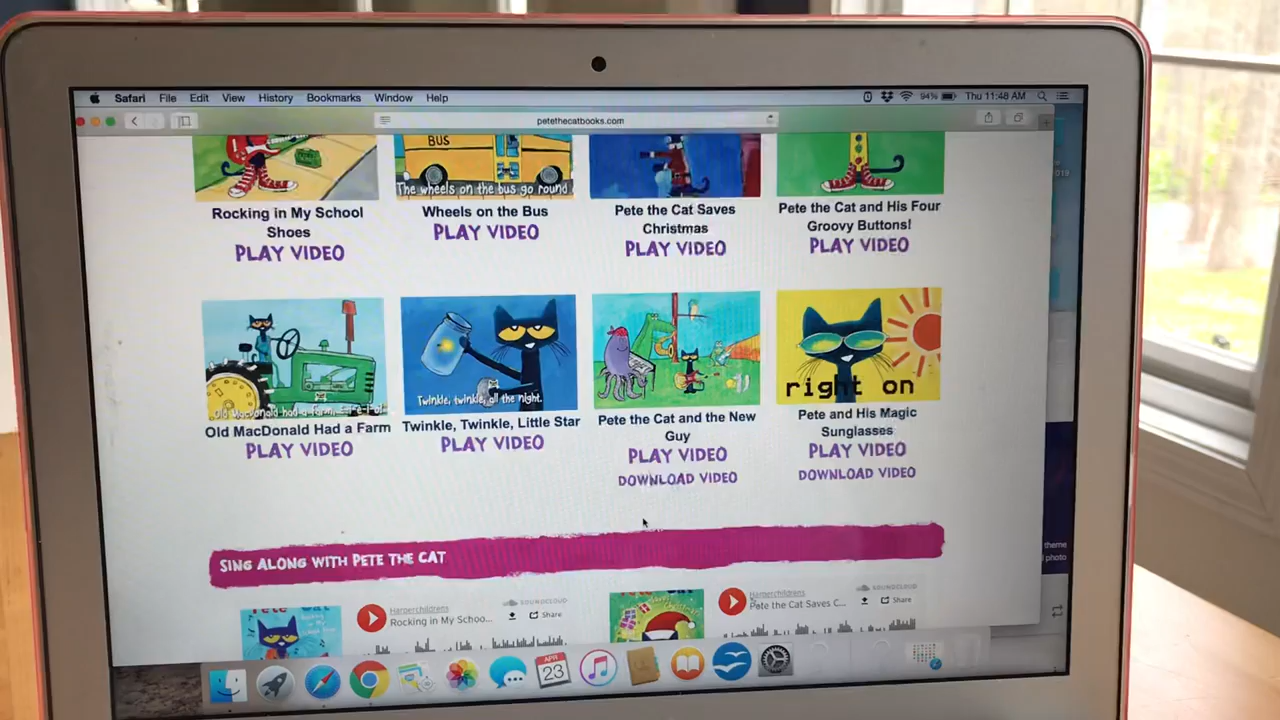 Safari File Edit View History Bookmarks Window Help
94% Thu 11:48 AM
petethecatbooks.com
BUS
The wheels on the bus go round
Rocking in My School
Shoes
PLAY VIDEO
Wheels on the Bus
PLAY VIDEO
Pete the Cat Saves
Christmas
PLAY VIDEO
Pete the Cat and His Four
Groovy Buttons!
PLAY VIDEO
Old MacDonald had a farm, E-I-E-I-O!
Old MacDonald Had a Farm
PLAY VIDEO
Twinkle, twinkle, all the night.
Twinkle, Twinkle, Little Star
PLAY VIDEO
Pete the Cat and the New
Guy
PLAY VIDEO
DOWNLOAD VIDEO
right on
Pete and His Magic
Sunglasses
PLAY VIDEO
DOWNLOAD VIDEO
SING ALONG WITH PETE THE CAT
Harperchildrens
Rocking in My Schoo...
SOUNDCLOUD
Share
Harperchildrens
Pete the Cat Saves C...
SOUNDCLOUD
Share
theme
photo
APR
23